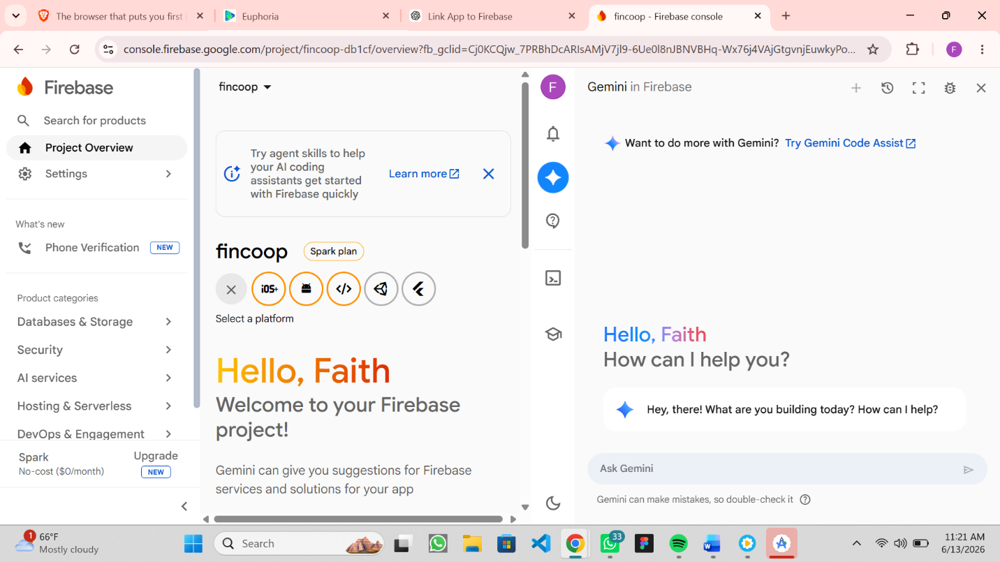 The browser that puts you first
Euphoria
Link App to Firebase
fincoop - Firebase console
console.firebase.google.com/project/fincoop-db1cf/overview?fb_gclid=Cj0KCQjw_7PRBhDcARIsAMjV7jl9-6Ue0l8nJBNVBHq-Wx76j4VAjGtgvnjEuwkyPo...
F
Firebase
Search for products
Project Overview
Settings
What's new
Phone Verification NEW
Product categories
Databases & Storage
Security
AI services
Hosting & Serverless
DevOps & Engagement
Spark
No-cost ($0/month)
Upgrade
NEW
fincoop
Try agent skills to help
your AI coding
assistants get started
with Firebase quickly
Learn more
fincoop Spark plan
iOS+
Select a platform
Hello, Faith
Welcome to your Firebase
project!
Gemini can give you suggestions for Firebase
services and solutions for your app
F
Gemini in Firebase
Want to do more with Gemini? Try Gemini Code Assist
Hello, Faith
How can I help you?
Hey, there! What are you building today? How can I help?
Ask Gemini
Gemini can make mistakes, so double-check it
1
66°F
Mostly cloudy
Search
33
11:21 AM
6/13/2026